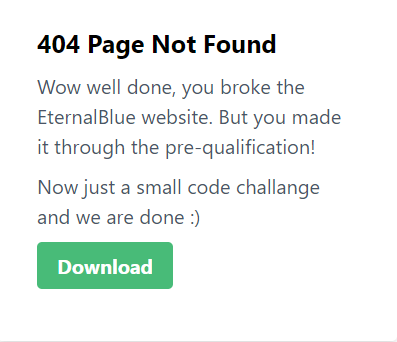 404 Page Not Found
Wow well done, you broke the
EternalBlue website. But you made
it through the pre-qualification!
Now just a small code challange
and we are done :)
Download